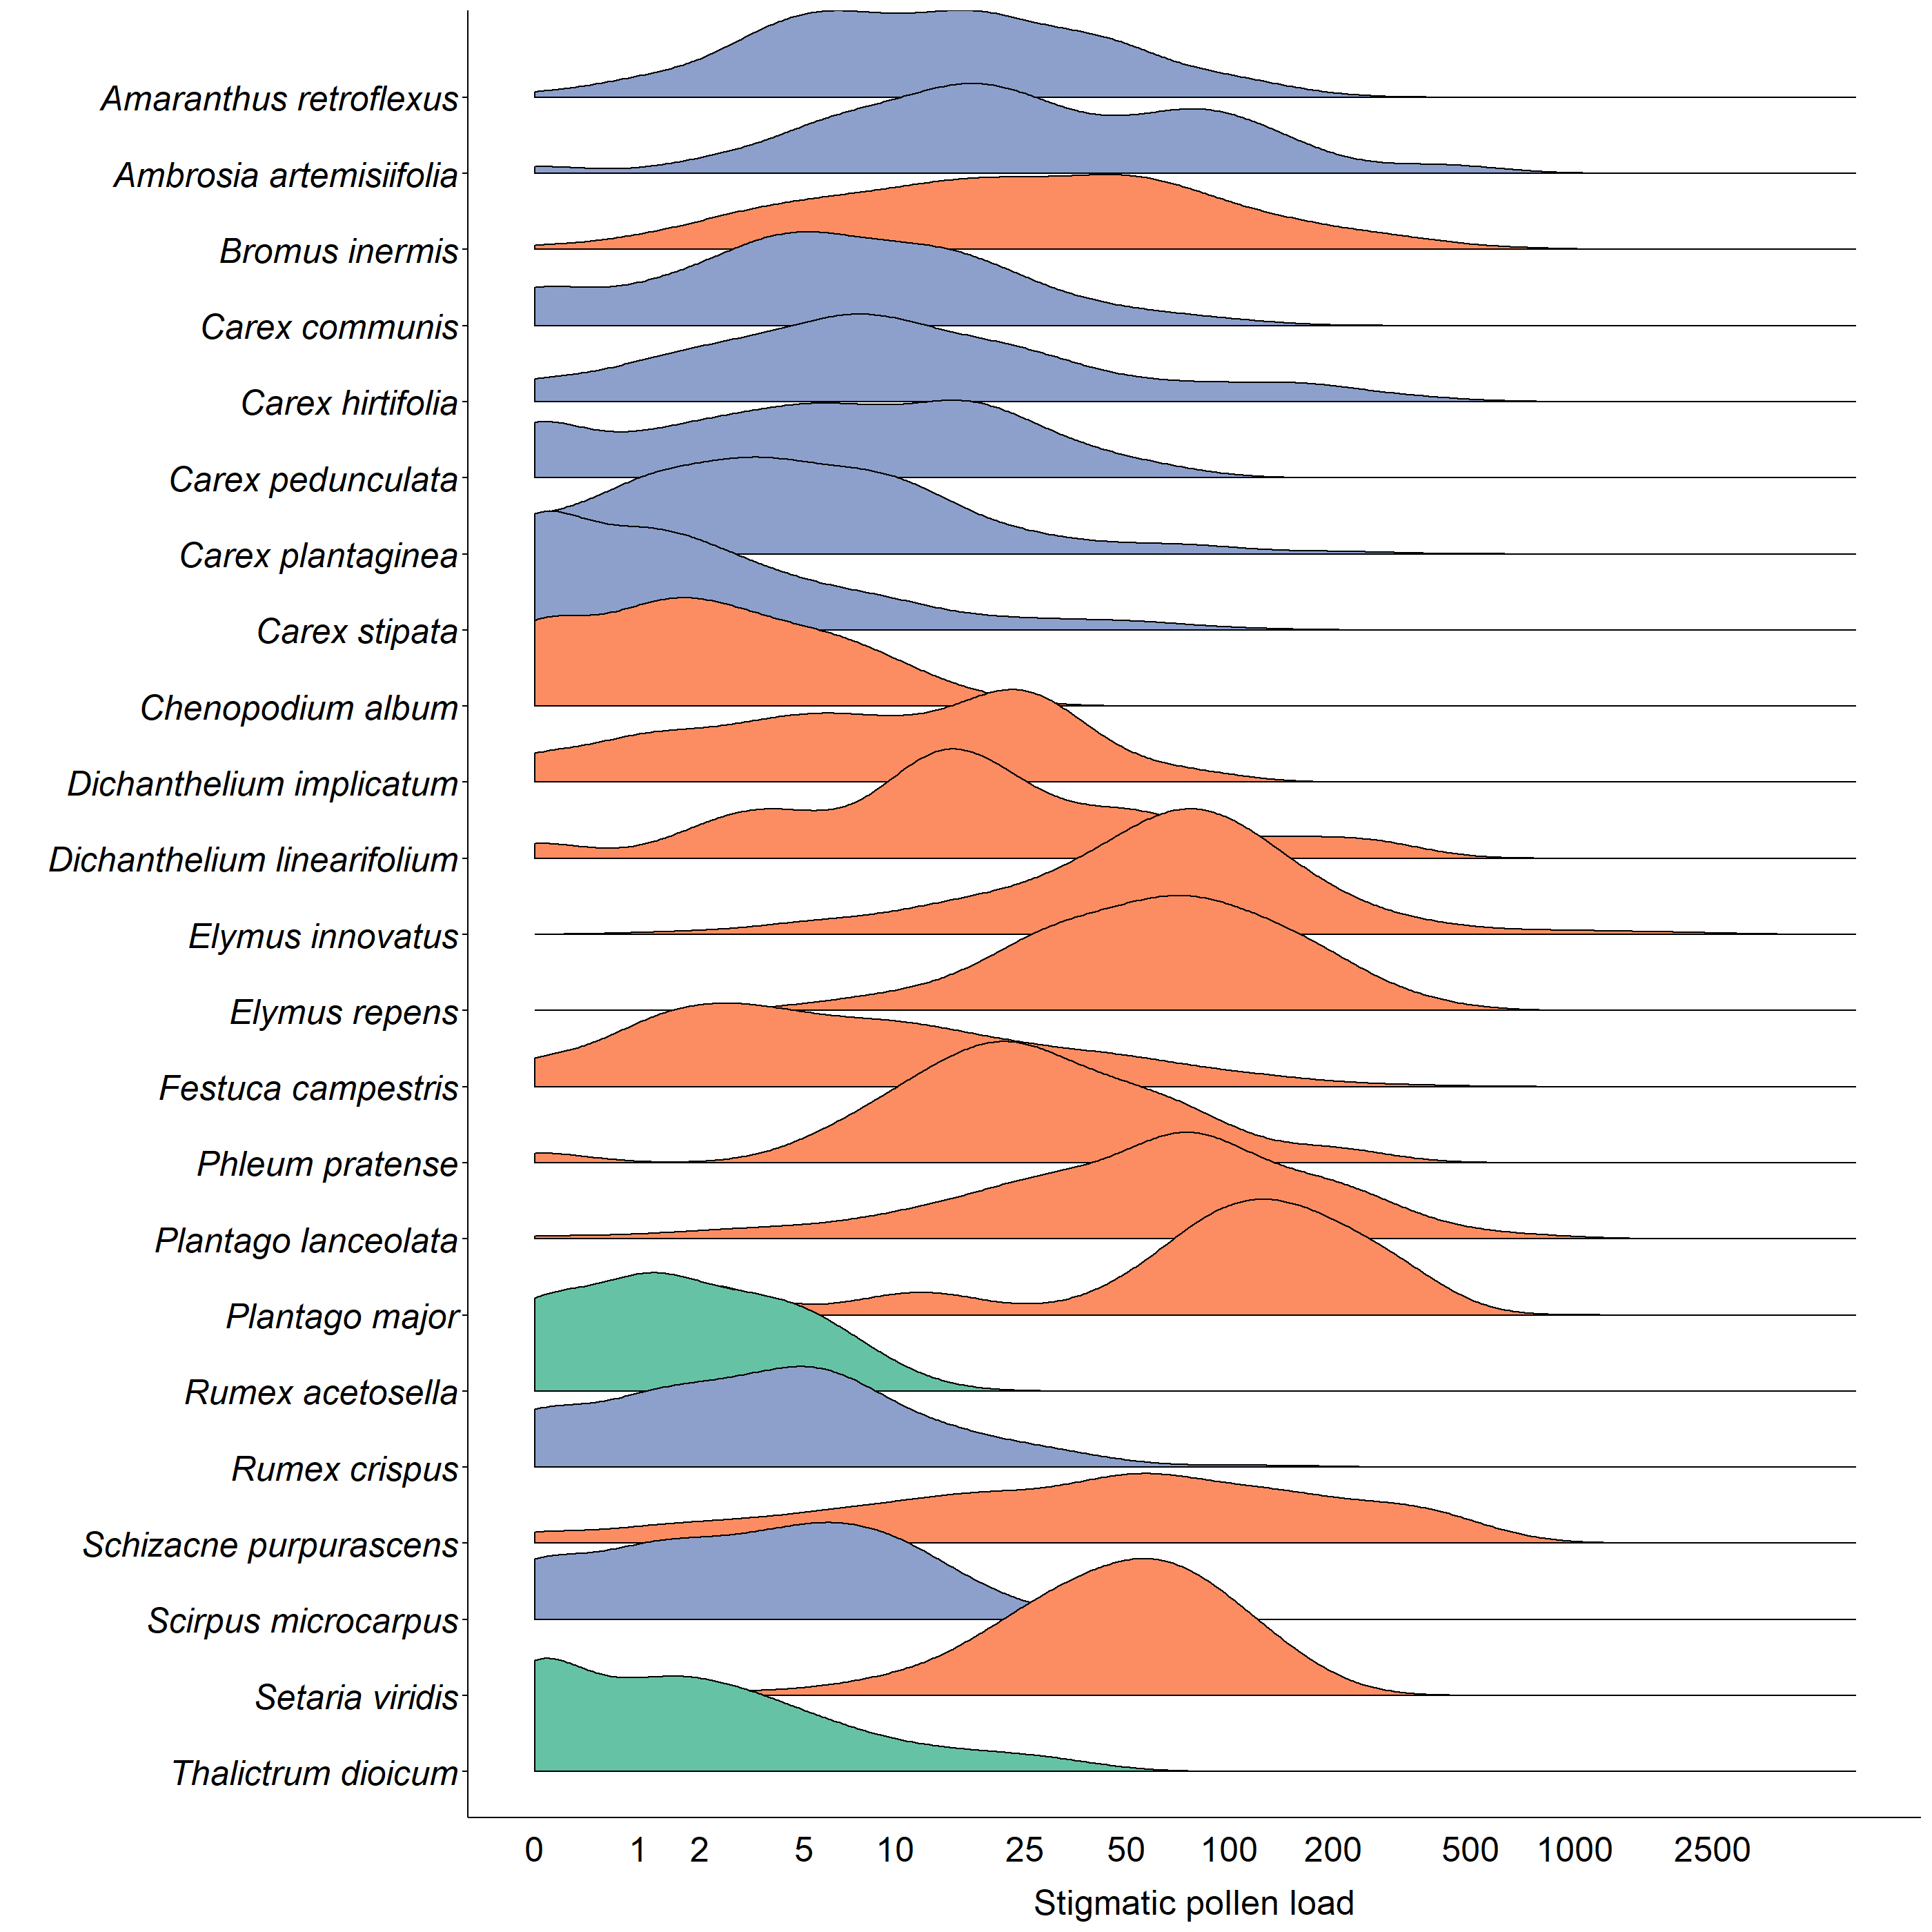 Amaranthus retroflexus
Ambrosia artemisiifolia
Bromus inermis
Carex communis
Carex hirtifolia
Carex pedunculata
Carex plantaginea
Carex stipata
Chenopodium album
Dichanthelium implicatum
Dichanthelium linearifolium
Elymus innovatus
Elymus repens
Festuca campestris
Phleum pratense
Plantago lanceolata
Plantago major
Rumex acetosella
Rumex crispus
Schizacne purpurascens
Scirpus microcarpus
Setaria viridis
Thalictrum dioicum
0 1 2 5 10 25 50 100 200 500 1000 2500
Stigmatic pollen load